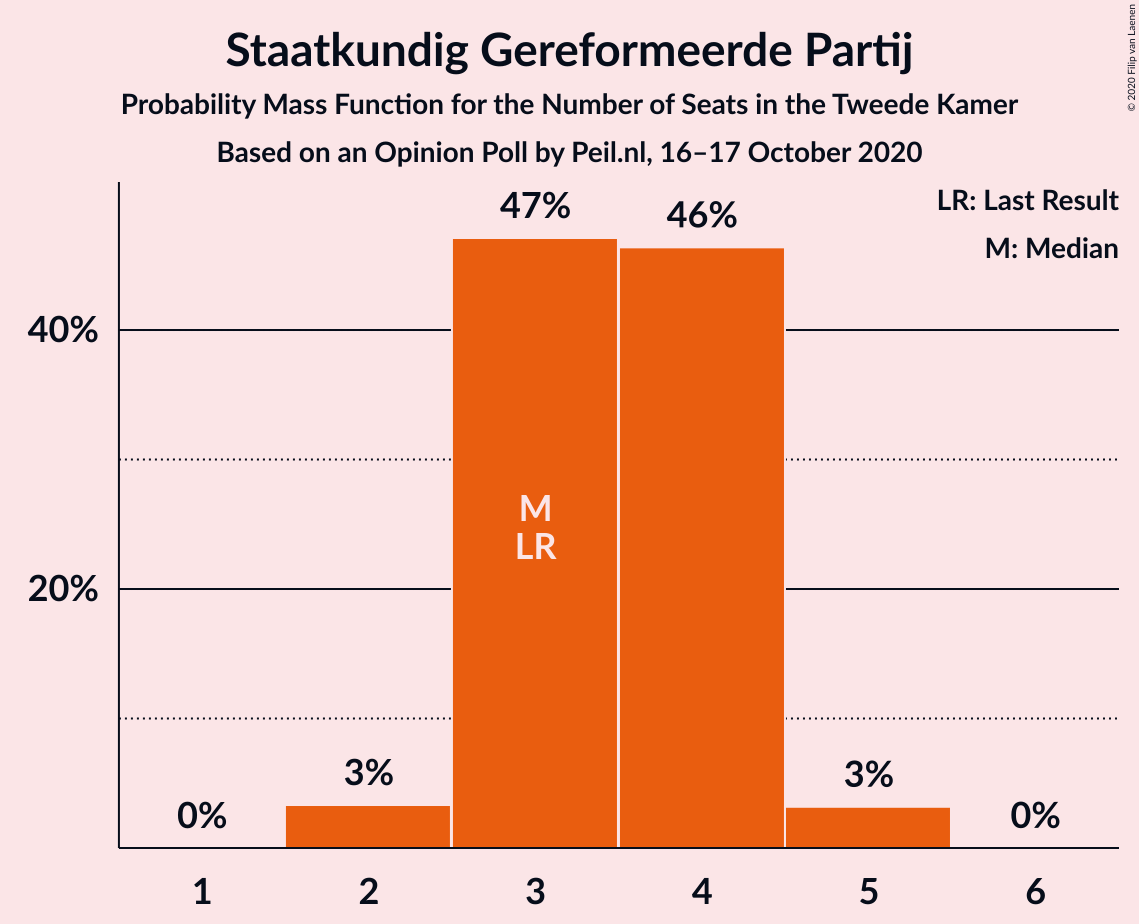 Staatkundig Gereformeerde Partij
Probability Mass Function for the Number of Seats in the Tweede Kamer
Based on an Opinion Poll by Peil.nl, 16–17 October 2020
© 2020 Filip van Laenen
LR: Last Result
M: Median
47%
46%
40%
M
LR
20%
3%
3%
0%
0%
1
2
3
4
5
6